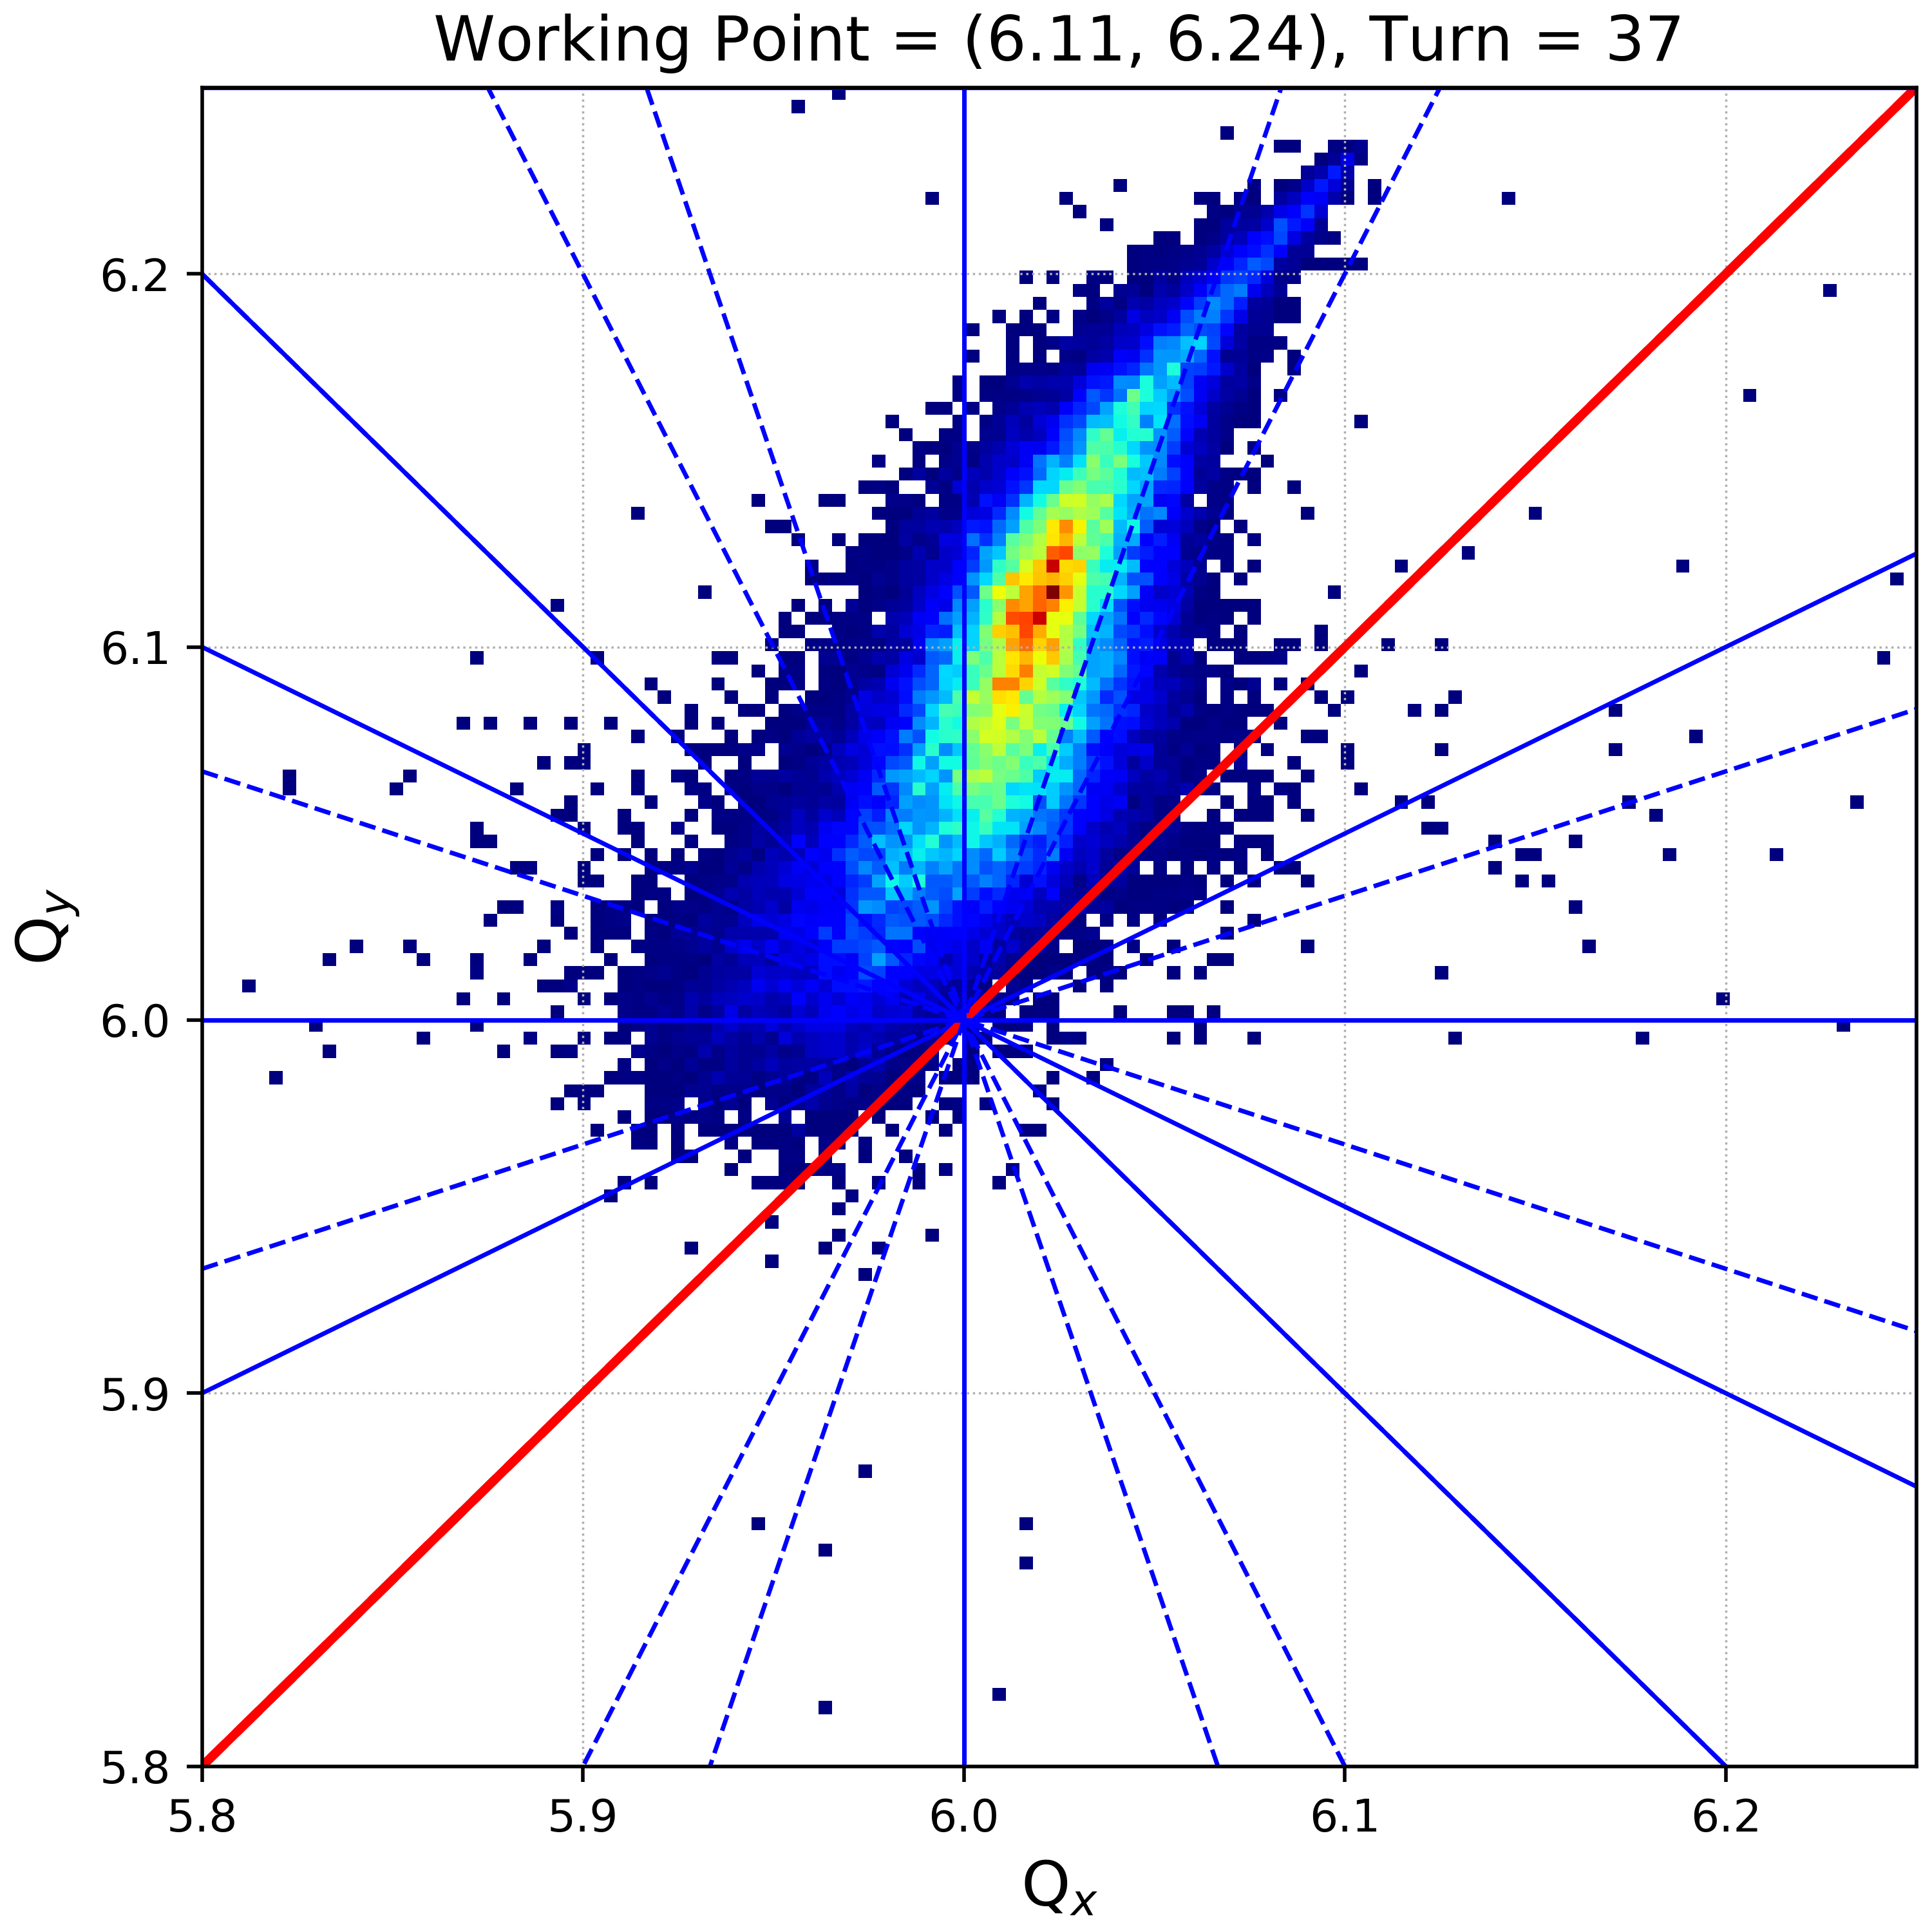 Working Point = (6.11, 6.24), Turn = 37
6.2
6.1
6.0
5.9
5.8
Qy
5.8 5.9 6.0 6.1 6.2
Qx